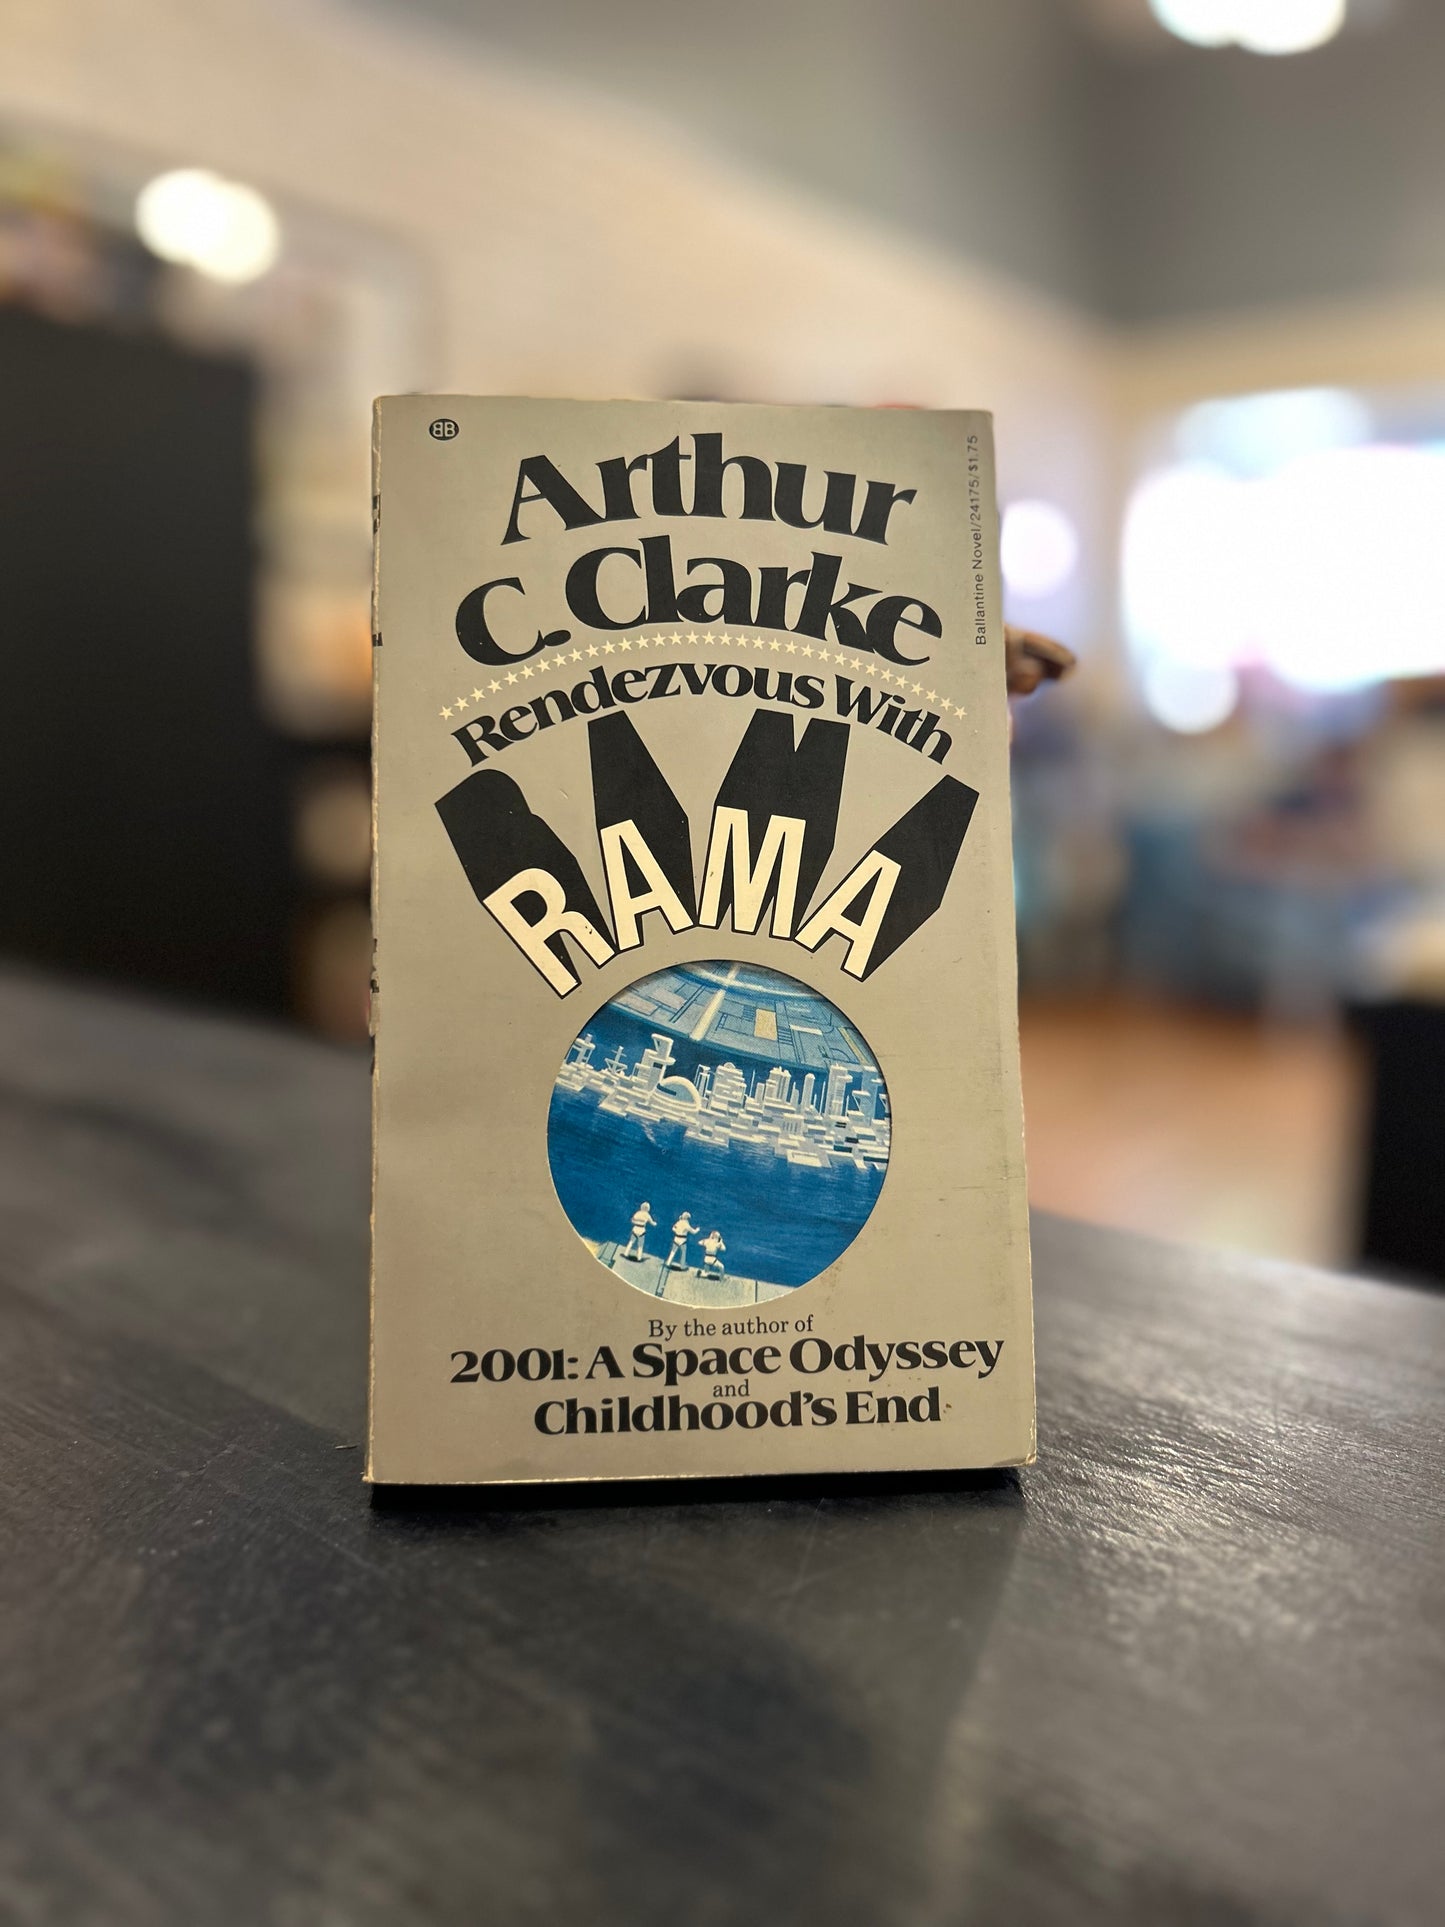 BB
Arthur
C. Clarke
Rendezvous With
RAMA
By the author of
2001: A Space Odyssey
and
Childhood's End
Ballantine Novel/24175/$1.75